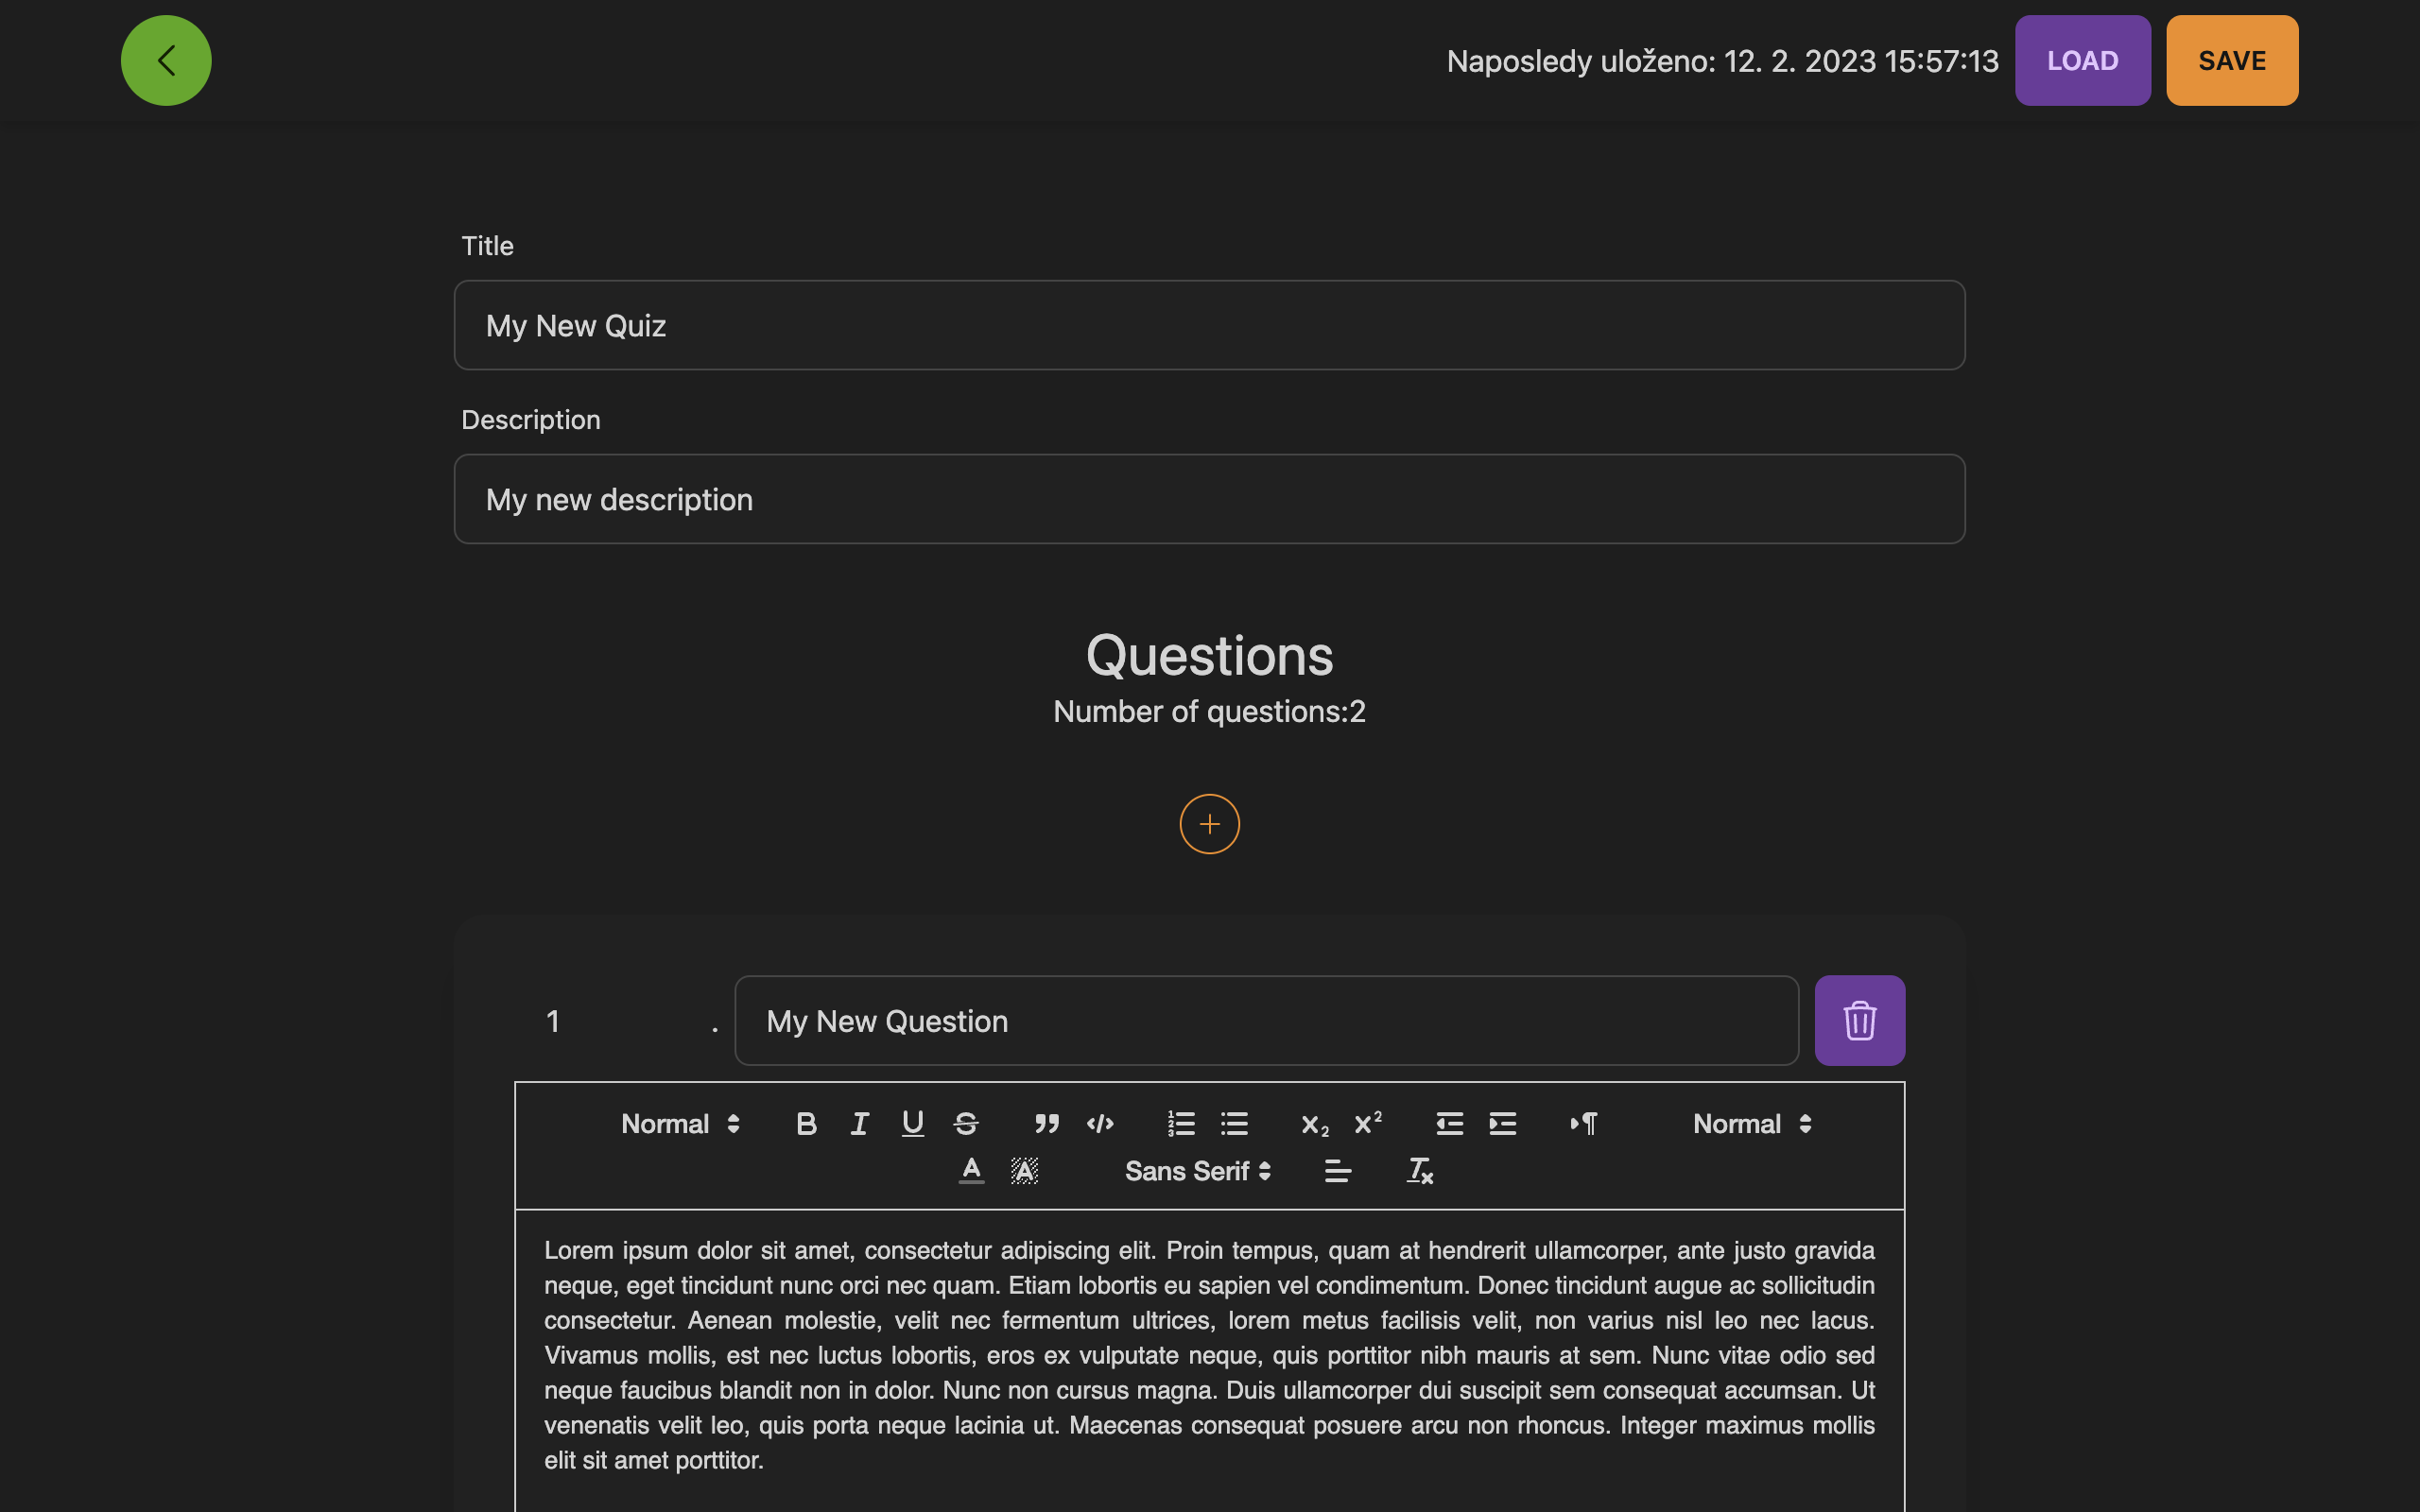 Naposledy uloženo: 12. 2. 2023 15:57:13 LOAD SAVE
Title
My New Quiz
Description
My new description
Questions
Number of questions:2
1 . My New Question
Normal B I U S X₂ X² Normal
A A Sans Serif Tx
Lorem ipsum dolor sit amet, consectetur adipiscing elit. Proin tempus, quam at hendrerit ullamcorper, ante justo gravida
neque, eget tincidunt nunc orci nec quam. Etiam lobortis eu sapien vel condimentum. Donec tincidunt augue ac sollicitudin
consectetur. Aenean molestie, velit nec fermentum ultrices, lorem metus facilisis velit, non varius nisl leo nec lacus.
Vivamus mollis, est nec luctus lobortis, eros ex vulputate neque, quis porttitor nibh mauris at sem. Nunc vitae odio sed
neque faucibus blandit non in dolor. Nunc non cursus magna. Duis ullamcorper dui suscipit sem consequat accumsan. Ut
venenatis velit leo, quis porta neque lacinia ut. Maecenas consequat posuere arcu non rhoncus. Integer maximus mollis
elit sit amet porttitor.